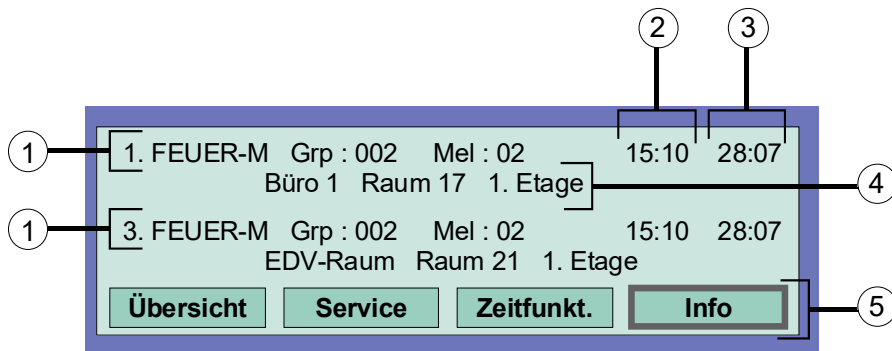 2 3
1 1. FEUER-M Grp : 002 Mel : 02 15:10 28:07
Büro 1 Raum 17 1. Etage 4
1 3. FEUER-M Grp : 002 Mel : 02 15:10 28:07
EDV-Raum Raum 21 1. Etage
Übersicht Service Zeitfunkt. Info 5